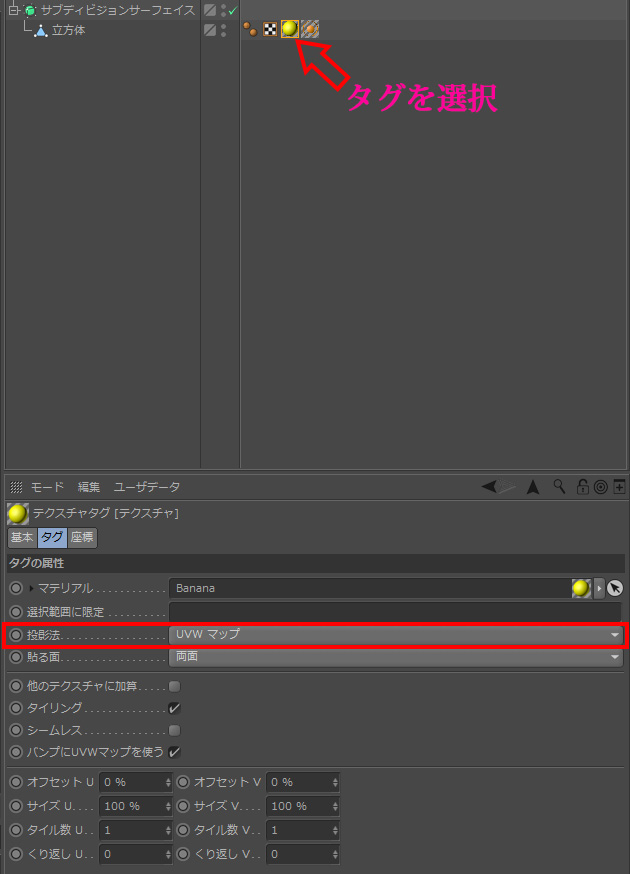 サブディビジョンサーフェイス
立方体
タグを選択
モード 編集 ユーザデータ
テクスチャタグ [テクスチャ]
基本 タグ 座標
タグの属性
マテリアル . . . . . . . . . . . . Banana
選択範囲に限定 . . . . . . . .
投影法. . . . . . . . . . . . . . . . UVW マップ
貼る面. . . . . . . . . . . . . . . . 両面
他のテクスチャに加算. . . . .
タイリング . . . . . . . . . . . . .
シームレス . . . . . . . . . . . . .
バンプにUVWマップを使う
オフセット U 0 % オフセット V 0 %
サイズ U. . . . 100 % サイズ V. . . . 100 %
タイル数 U. . 1 タイル数 V. . 1
くり返し U. . 0 くり返し V. . 0